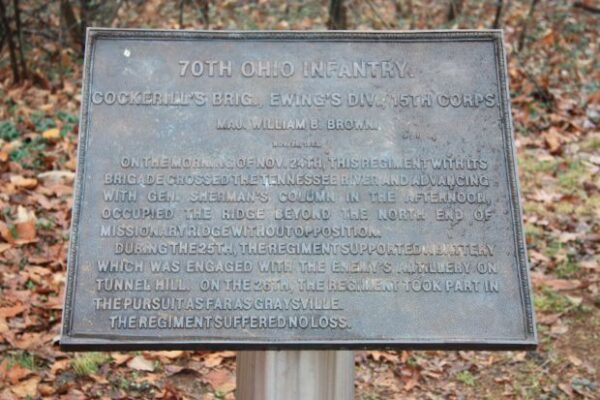 70TH OHIO INFANTRY.
COCKERILL'S BRIG., EWING'S DIV., 15TH CORPS.
MAJ. WILLIAM B. BROWN.
ON THE MORNING OF NOV. 24TH, THIS REGIMENT WITH ITS
BRIGADE CROSSED THE TENNESSEE RIVER AND ADVANCING
WITH GEN. SHERMAN'S COLUMN IN THE AFTERNOON,
OCCUPIED THE RIDGE BEYOND THE NORTH END OF
MISSIONARY RIDGE WITHOUT OPPOSITION.
DURING THE 25TH, THE REGIMENT SUPPORTED A BATTERY
WHICH WAS ENGAGED WITH THE ENEMY'S ARTILLERY ON
TUNNEL HILL. ON THE 26TH, THE REGIMENT TOOK PART IN
THE PURSUIT AS FAR AS GRAYSVILLE.
THE REGIMENT SUFFERED NO LOSS.